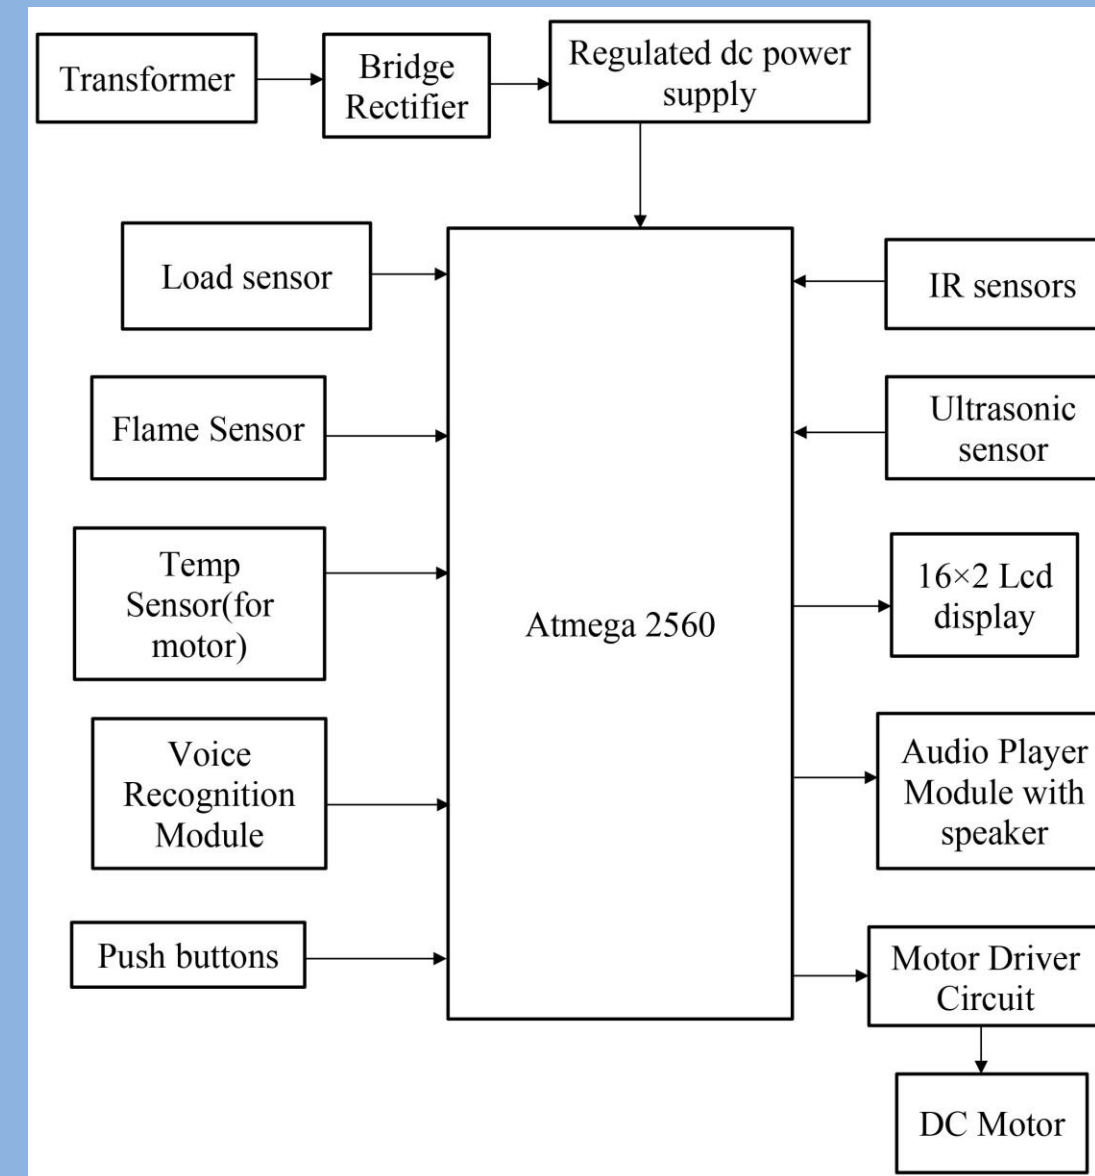 Transformer
Bridge
Rectifier
Regulated dc power
supply
Load sensor
IR sensors
Flame Sensor
Ultrasonic
sensor
Temp
Sensor(for
motor)
Atmega 2560
16×2 Lcd
display
Voice
Recognition
Module
Audio Player
Module with
speaker
Push buttons
Motor Driver
Circuit
DC Motor